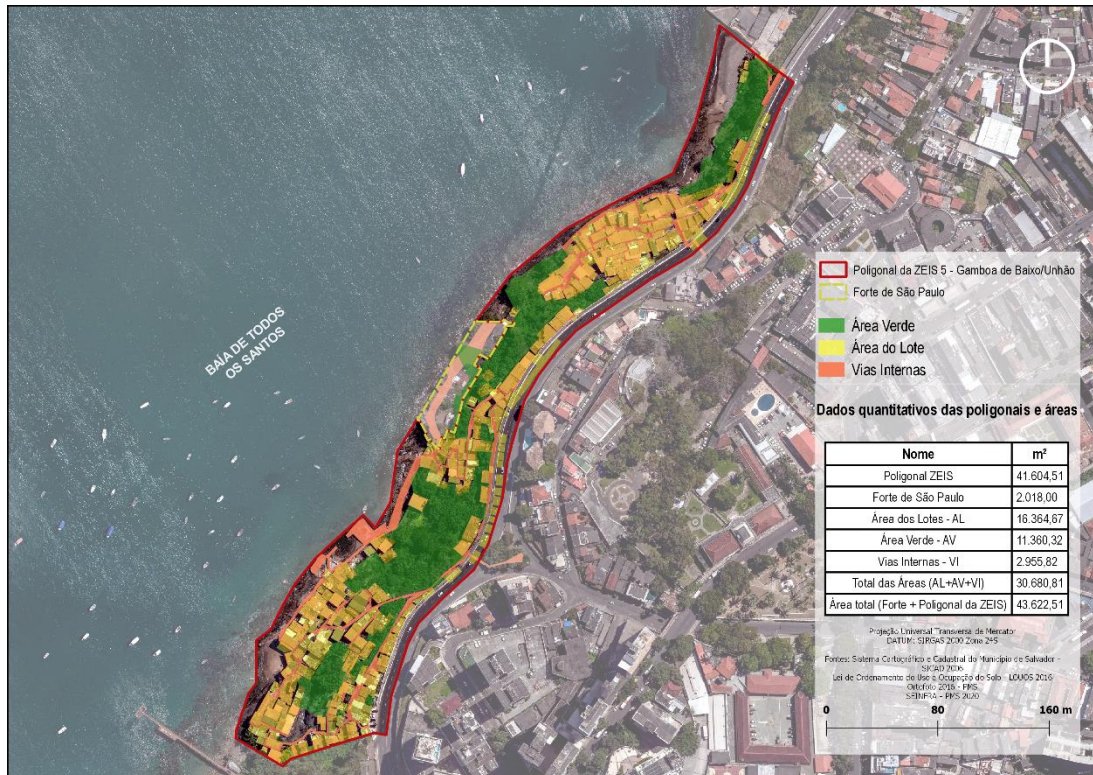 BAÍA DE TODOS
OS SANTOS
Poligonal da ZEIS 5 - Gamboa de Baixo/Unhão
Forte de São Paulo
Área Verde
Área do Lote
Vias Internas
Dados quantitativos das poligonais e áreas
Nome m²
Poligonal ZEIS 41.604,51
Forte de São Paulo 2.018,00
Área dos Lotes - AL 16.364,67
Área Verde - AV 11.360,32
Vias Internas - VI 2.955,82
Total das Áreas (AL+AV+VI) 30.680,81
Área total (Forte + Poligonal da ZEIS) 43.622,51
Projeção Universal Transversa de Mercator
DATUM: SIRGAS 2000 Zona 24S
Fontes: Sistema Cartográfico e Cadastral do Município de Salvador -
SICAD 2006
Lei de Ordenamento do Uso e Ocupação do Solo - LOUOS 2016
Ortofoto 2016 - PMS
SEINFRA - PMS 2020
0 80 160 m